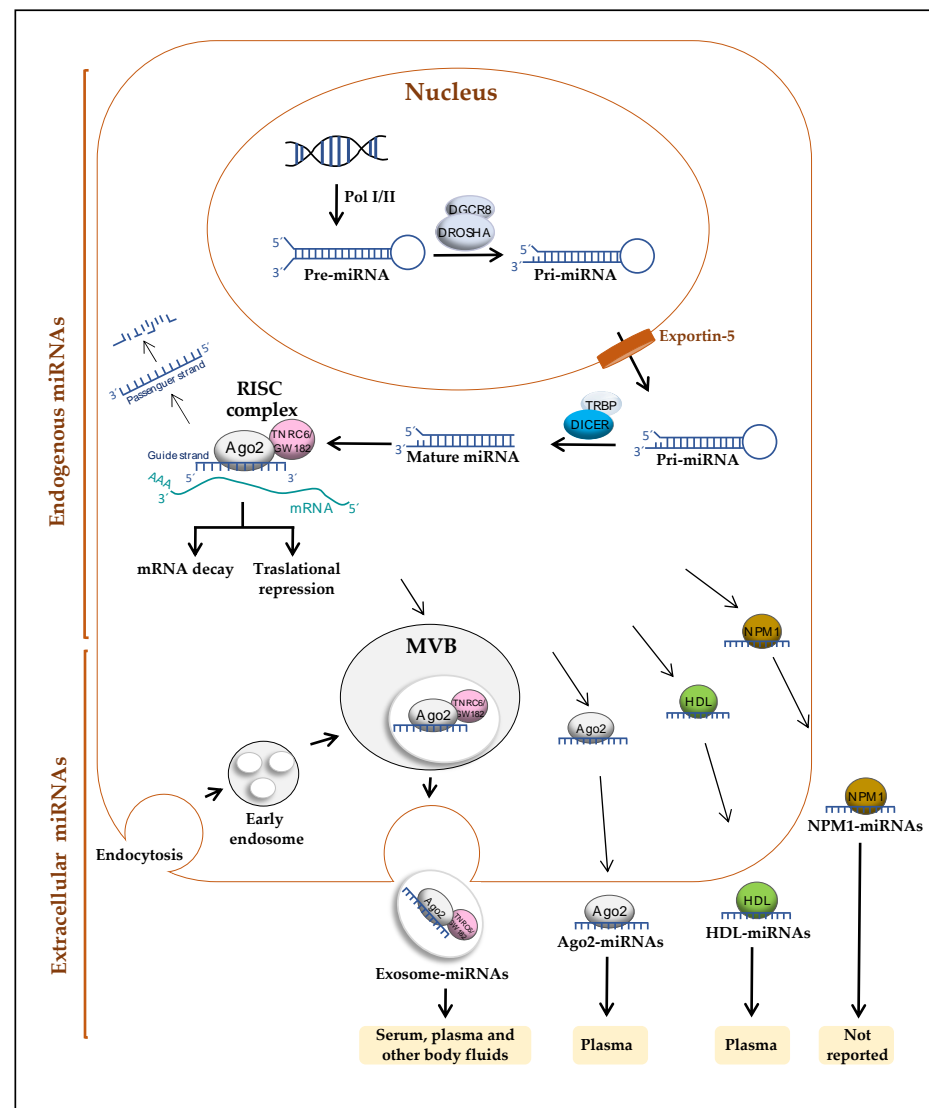 Nucleus
Pol I/II
DGCR8
DROSHA
5´
3´
Pre-miRNA
5´
3´
Pri-miRNA
Exportin-5
Endogenous miRNAs
5´
3´
Passenguer strand
RISC
complex
TNRC6/
GW182
Ago2
Guide strand
5´
3´
AAA
3´
mRNA
5´
mRNA decay
Traslational
repression
5´
3´
Mature miRNA
TRBP
DICER
5´
3´
Pri-miRNA
Extracellular miRNAs
MVB
Ago2
TNRC6/
GW182
Ago2
HDL
NPM1
Early
endosome
Endocytosis
Ago2
TNRC6/
GW182
Exosome-miRNAs
Ago2
Ago2-miRNAs
HDL
HDL-miRNAs
NPM1
NPM1-miRNAs
Serum, plasma and
other body fluids
Plasma
Plasma
Not
reported